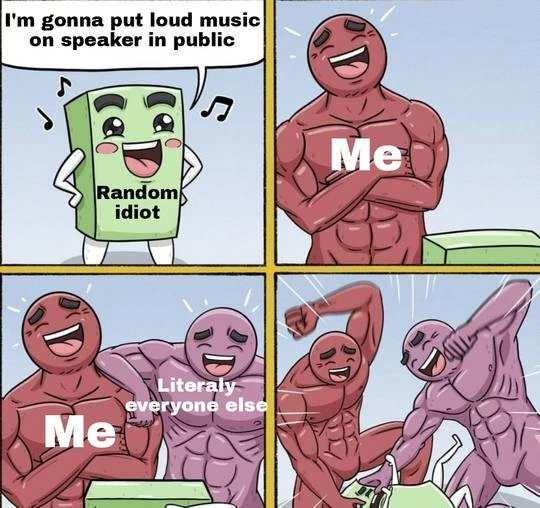 I'm gonna put loud music
on speaker in public
Random
idiot
Me
Me
Literaly
everyone else